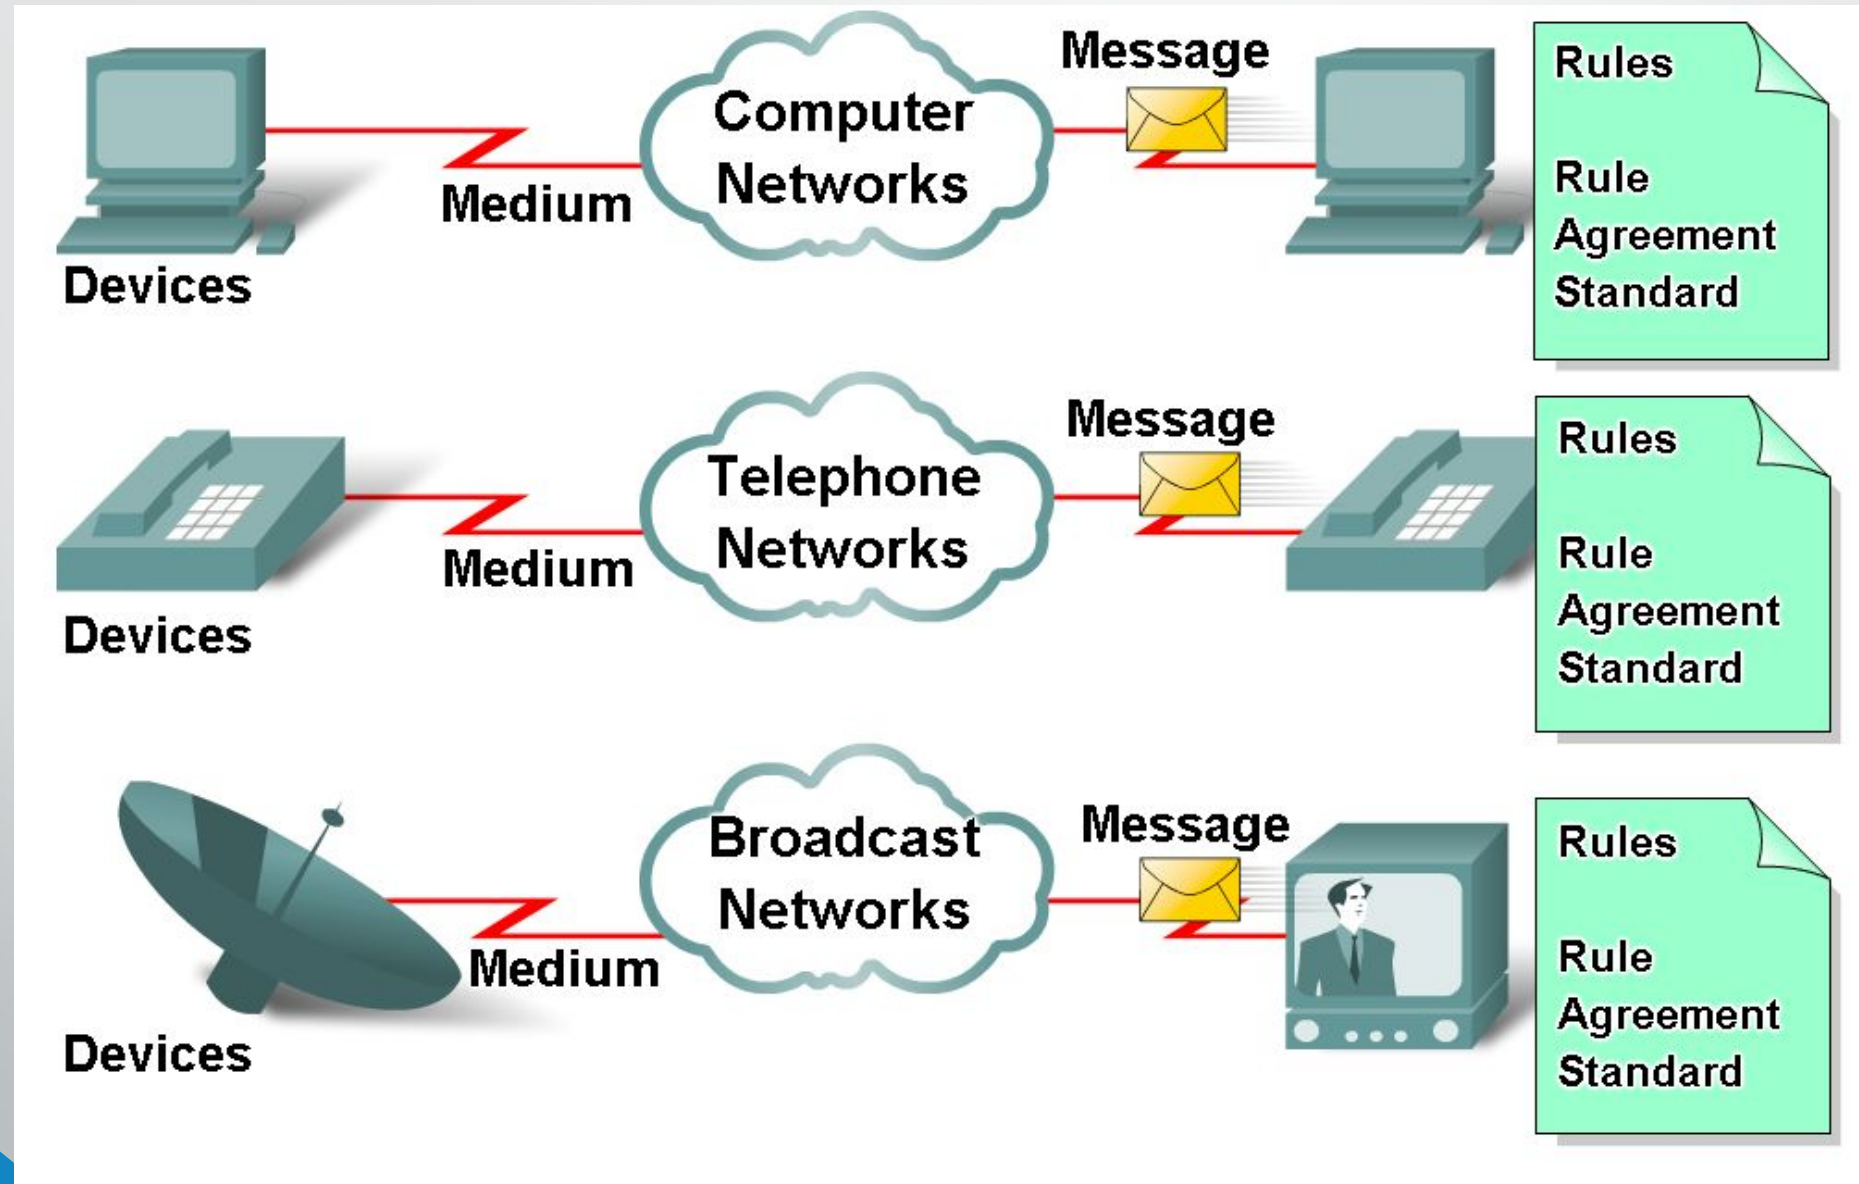 Message
Computer
Networks
Medium
Devices
Rules
Rule
Agreement
Standard
Message
Telephone
Networks
Medium
Devices
Rules
Rule
Agreement
Standard
Message
Broadcast
Networks
Medium
Devices
Rules
Rule
Agreement
Standard